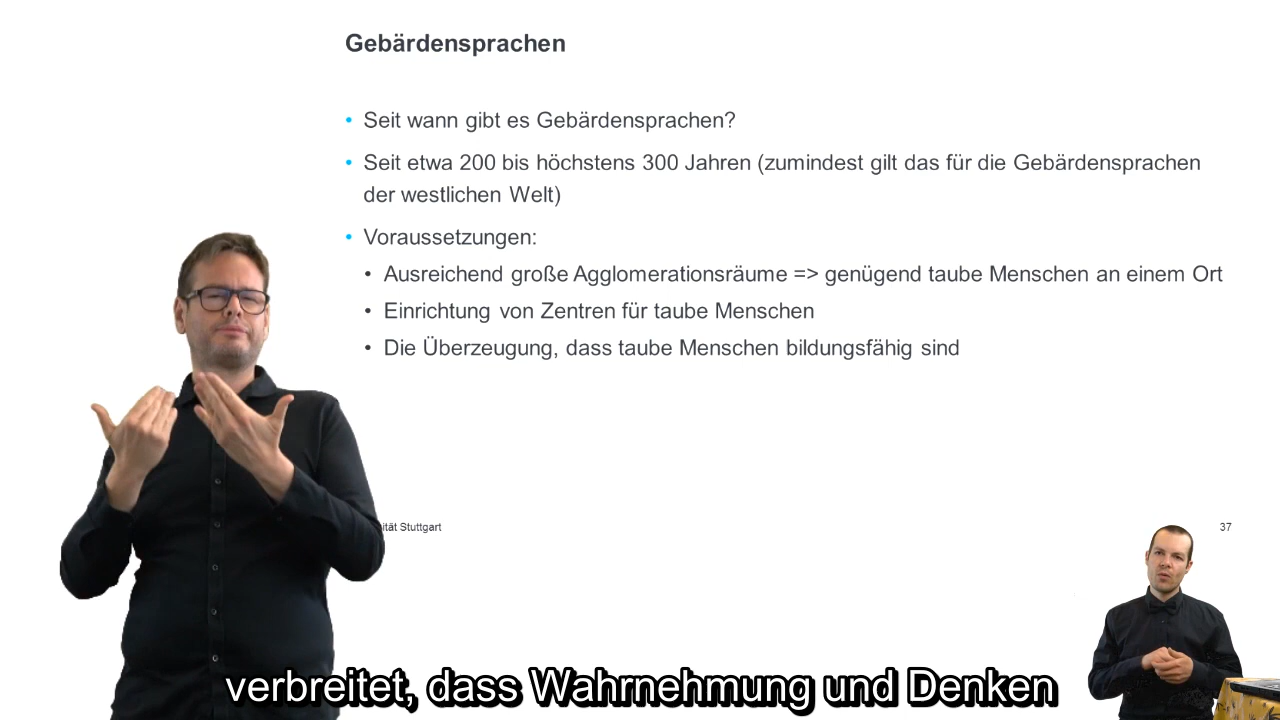 Gebärdensprachen
• Seit wann gibt es Gebärdensprachen?
• Seit etwa 200 bis höchstens 300 Jahren (zumindest gilt das für die Gebärdensprachen
der westlichen Welt)
• Voraussetzungen:
• Ausreichend große Agglomerationsräume => genügend taube Menschen an einem Ort
• Einrichtung von Zentren für taube Menschen
• Die Überzeugung, dass taube Menschen bildungsfähig sind
ität Stuttgart
37
verbreitet, dass Wahrnehmung und Denken